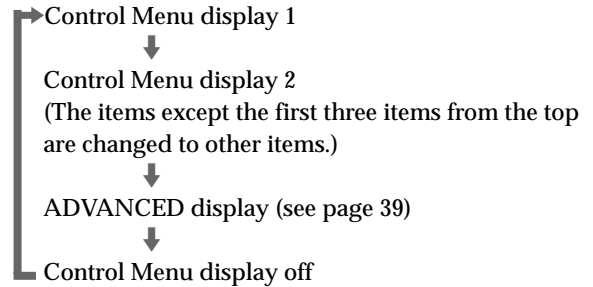 Control Menu display 1
Control Menu display 2
(The items except the first three items from the top
are changed to other items.)
ADVANCED display (see page 39)
Control Menu display off